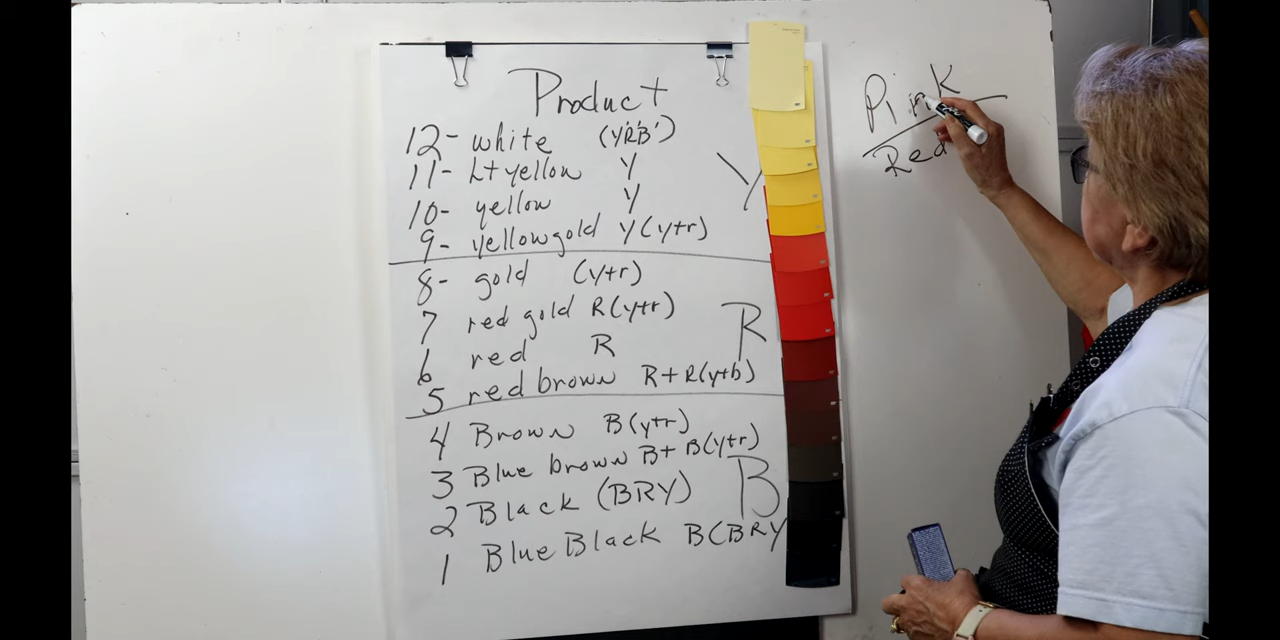 Product
12- white (YRB)
11- Lt yellow Y
10- yellow Y
9- yellowgold Y(y+r)
Y
8- gold (y+r)
7 red gold R(y+r)
6 red R
5 red brown R+R(y+b)
R
4 Brown B(y+r)
3 Blue brown B+B(y+r)
2 Black (BRY)
1 Blue Black B(BRY
B
Pink
Red